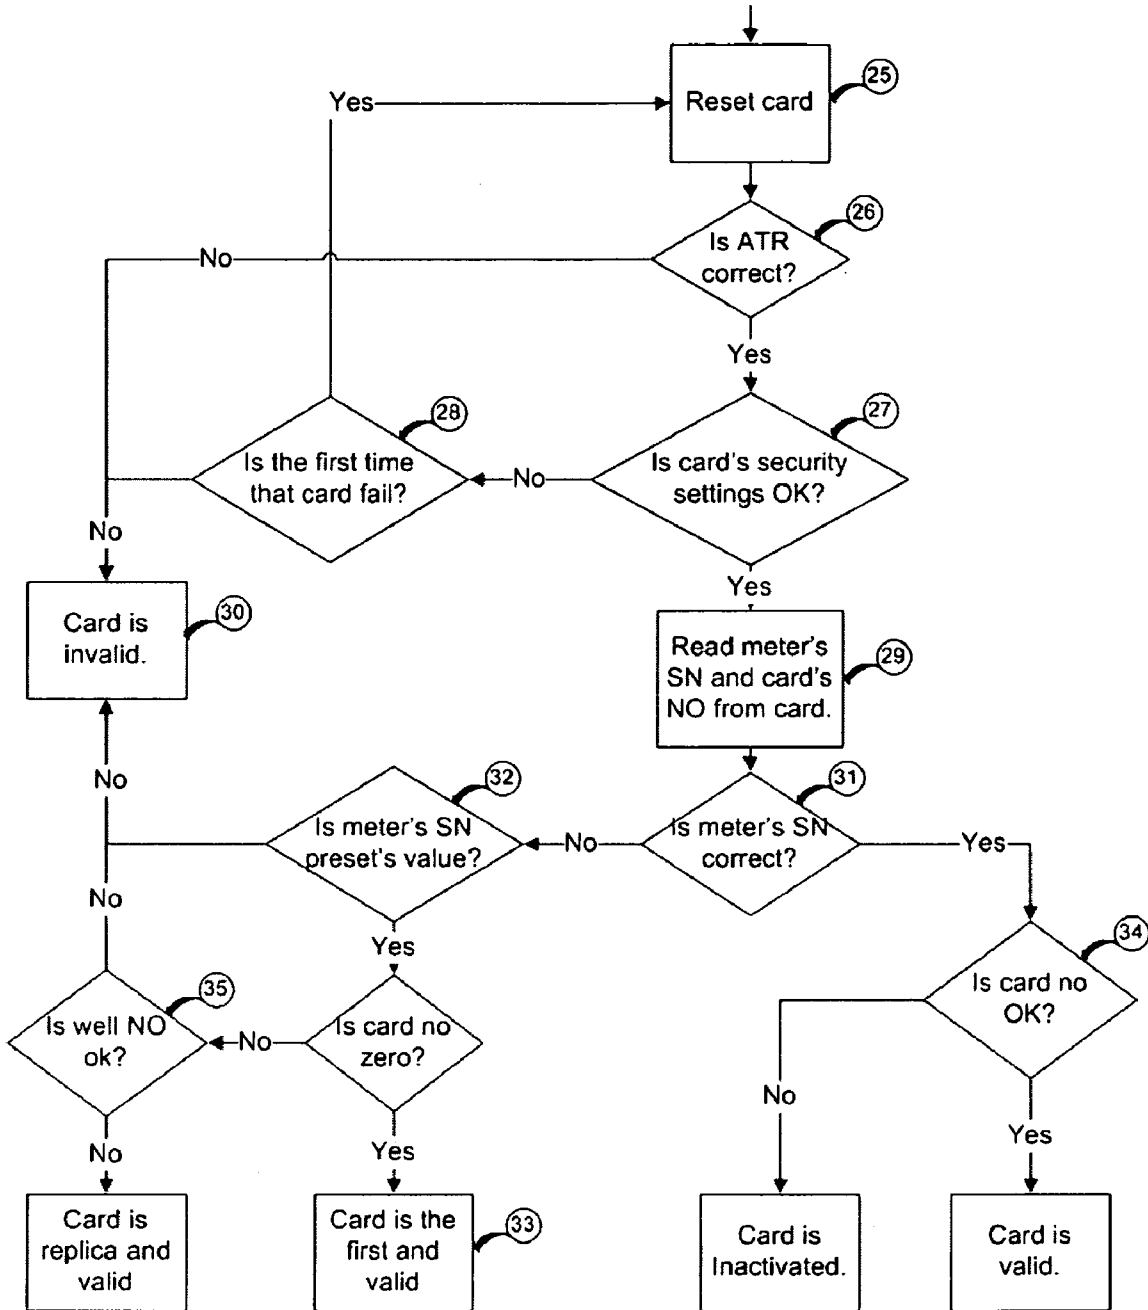 Reset card
25
Yes
Is ATR
correct?
26
No
Yes
Is card's security
settings OK?
27
No
Is the first time
that card fail?
28
No
Yes
Card is
invalid.
30
Read meter's
SN and card's
NO from card.
29
No
Is meter's SN
preset's value?
32
No
Is meter's SN
correct?
31
Yes
No
Yes
Is card no
OK?
34
Is well NO
ok?
35
No
Is card no
zero?
No
Yes
No
Yes
Card is
replica and
valid
Card is the
first and
valid
33
Card is
Inactivated.
Card is
valid.